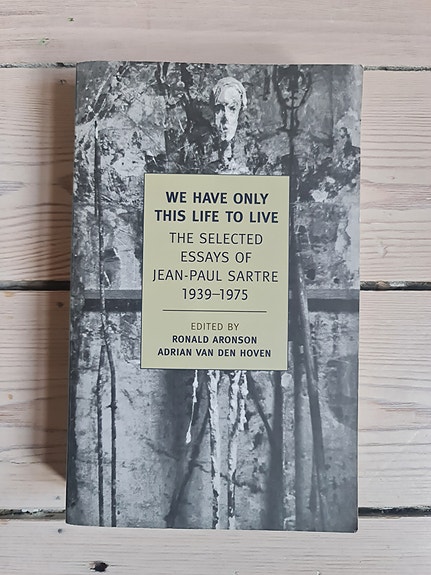 WE HAVE ONLY
THIS LIFE TO LIVE
THE SELECTED
ESSAYS OF
JEAN-PAUL SARTRE
1939–1975
EDITED BY
RONALD ARONSON
ADRIAN VAN DEN HOVEN